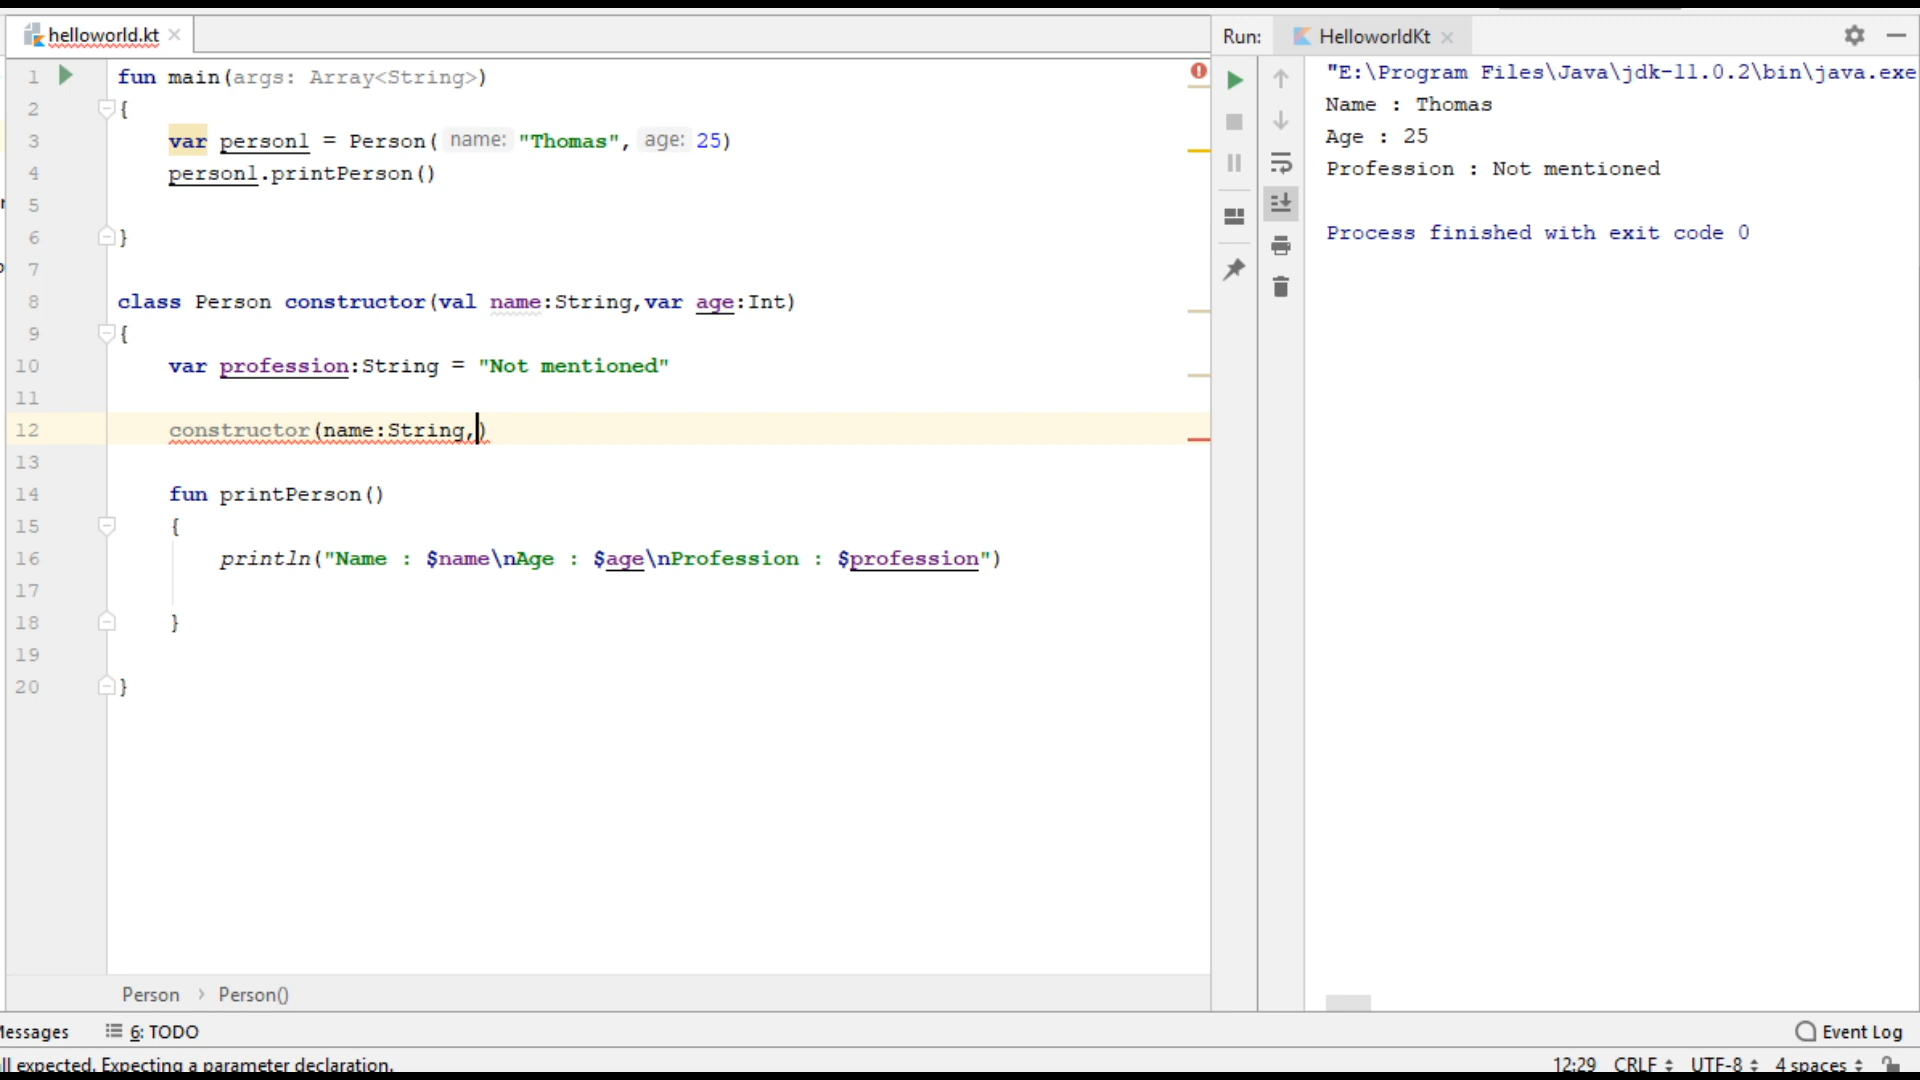 helloworld.kt
Run: HelloworldKt
1 fun main(args: Array<String>)
2 {
3 var person1 = Person( name: "Thomas", age: 25)
4 person1.printPerson()
5
6 }
7
8 class Person constructor(val name:String,var age:Int)
9 {
10 var profession:String = "Not mentioned"
11
12 constructor(name:String,)
13
14 fun printPerson()
15 {
16 println("Name : $name\nAge : $age\nProfession : $profession")
17
18 }
19
20 }
"E:\Program Files\Java\jdk-11.0.2\bin\java.exe
Name : Thomas
Age : 25
Profession : Not mentioned
Process finished with exit code 0
Person › Person()
Messages 6: TODO
Event Log
ll expected. Expecting a parameter declaration.
12:29 CRLF UTF-8 4 spaces